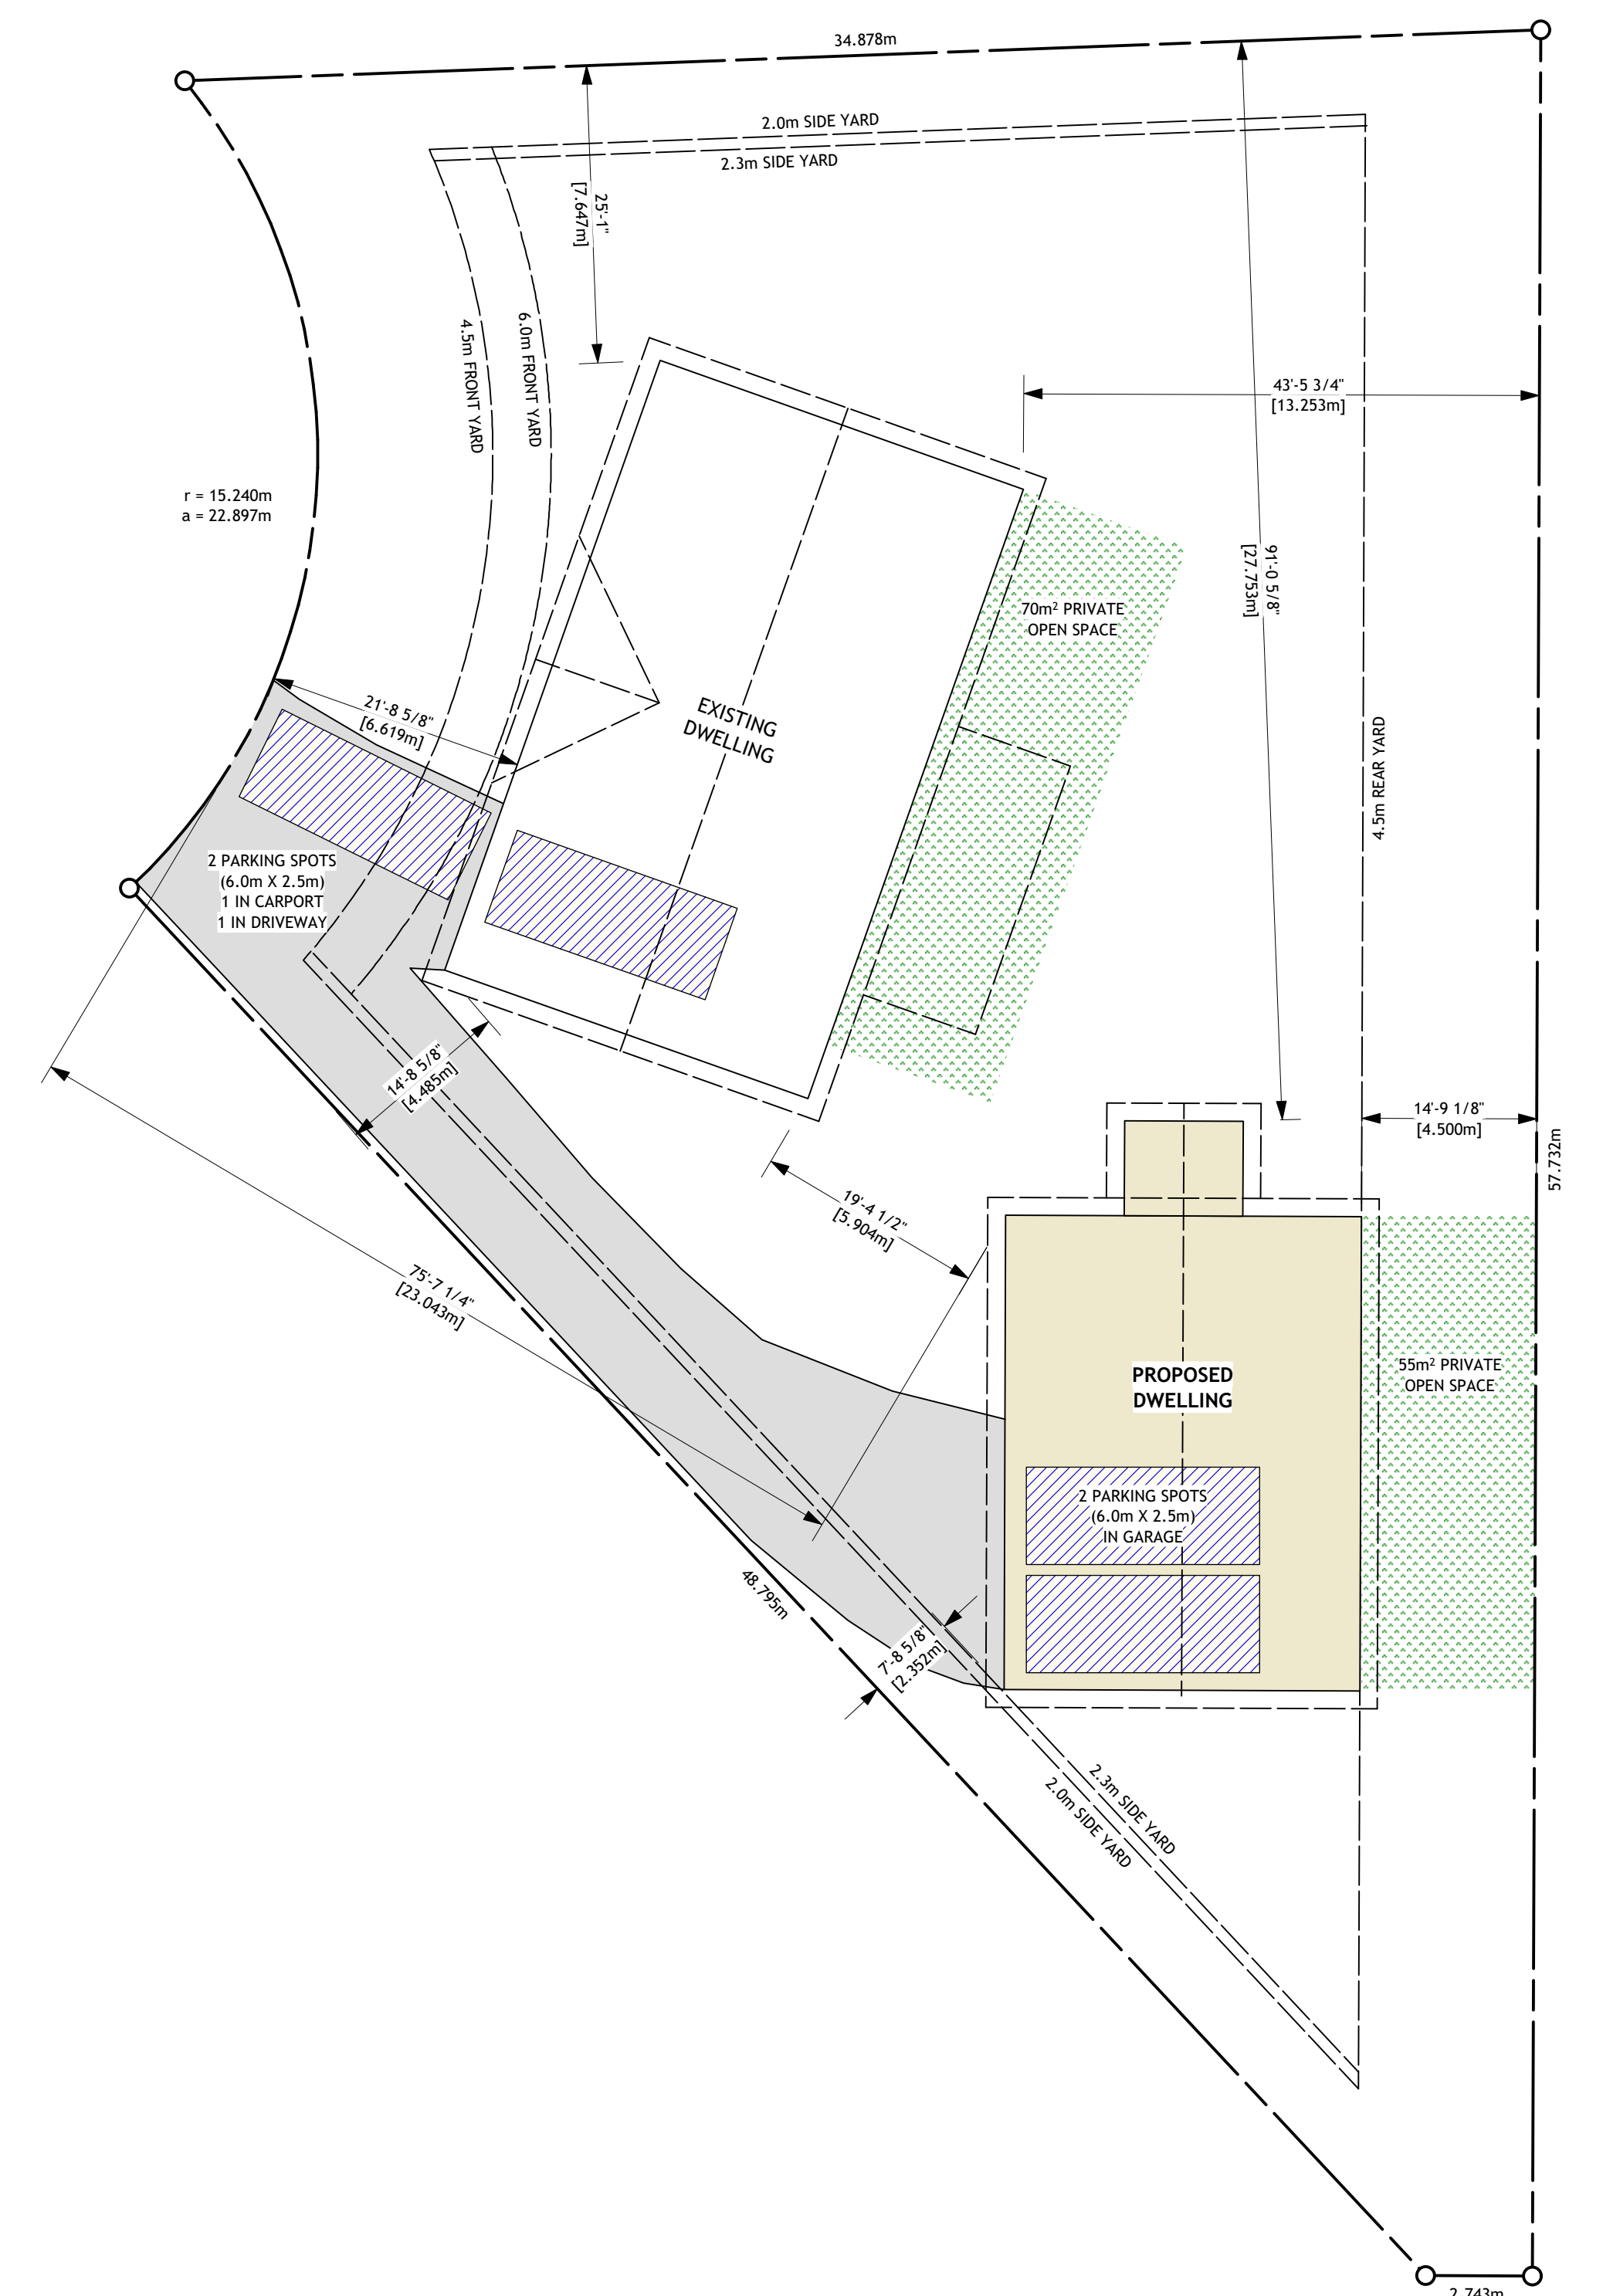 34.878m
2.0m SIDE YARD
2.3m SIDE YARD
25'-1"
[7.647m]
4.5m FRONT YARD
6.0m FRONT YARD
43'-5 3/4"
[13.253m]
r = 15.240m
a = 22.897m
91'-0 5/8"
[27.753m]
70m² PRIVATE
OPEN SPACE
21'-8 5/8"
[6.619m]
EXISTING
DWELLING
4.5m REAR YARD
2 PARKING SPOTS
(6.0m X 2.5m)
1 IN CARPORT
1 IN DRIVEWAY
14'-8 5/8"
[4.485m]
14'-9 1/8"
[4.500m]
57.732m
19'-4 1/2"
[5.904m]
75'-7 1/4"
[23.043m]
PROPOSED
DWELLING
55m² PRIVATE
OPEN SPACE
2 PARKING SPOTS
(6.0m X 2.5m)
IN GARAGE
48.795m
7'-8 5/8"
[2.352m]
2.3m SIDE YARD
2.0m SIDE YARD
2.743m